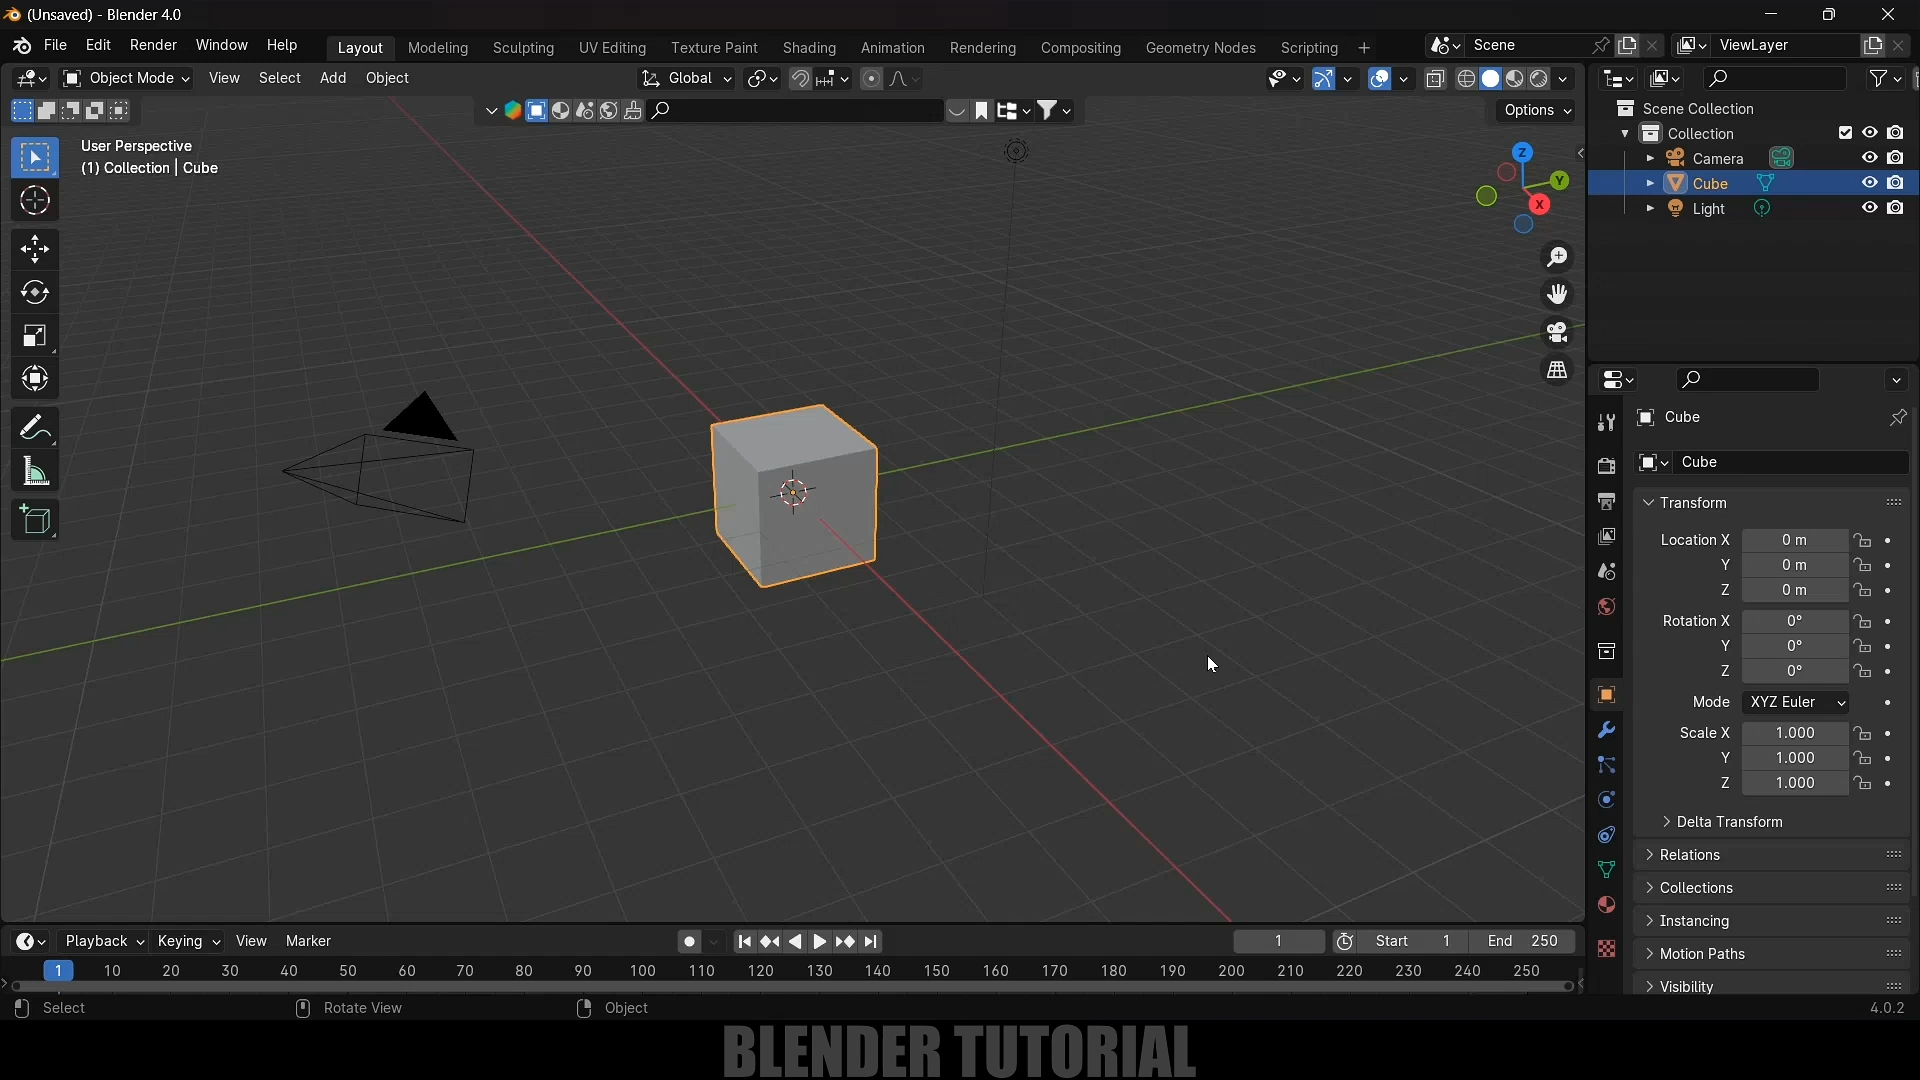 (Unsaved) - Blender 4.0
File Edit Render Window Help
Layout Modeling Sculpting UV Editing Texture Paint Shading Animation Rendering Compositing Geometry Nodes Scripting +
Scene
ViewLayer
Object Mode View Select Add Object
Global
Options
User Perspective
(1) Collection | Cube
Z
Y
X
Scene Collection
Collection
Camera
Cube
Light
Cube
Cube
Transform
Location X 0 m
Y 0 m
Z 0 m
Rotation X 0°
Y 0°
Z 0°
Mode XYZ Euler
Scale X 1.000
Y 1.000
Z 1.000
Delta Transform
Relations
Collections
Instancing
Motion Paths
Visibility
Playback Keying View Marker
1 Start 1 End 250
1 10 20 30 40 50 60 70 80 90 100 110 120 130 140 150 160 170 180 190 200 210 220 230 240 250
Select Rotate View Object
4.0.2
BLENDER TUTORIAL